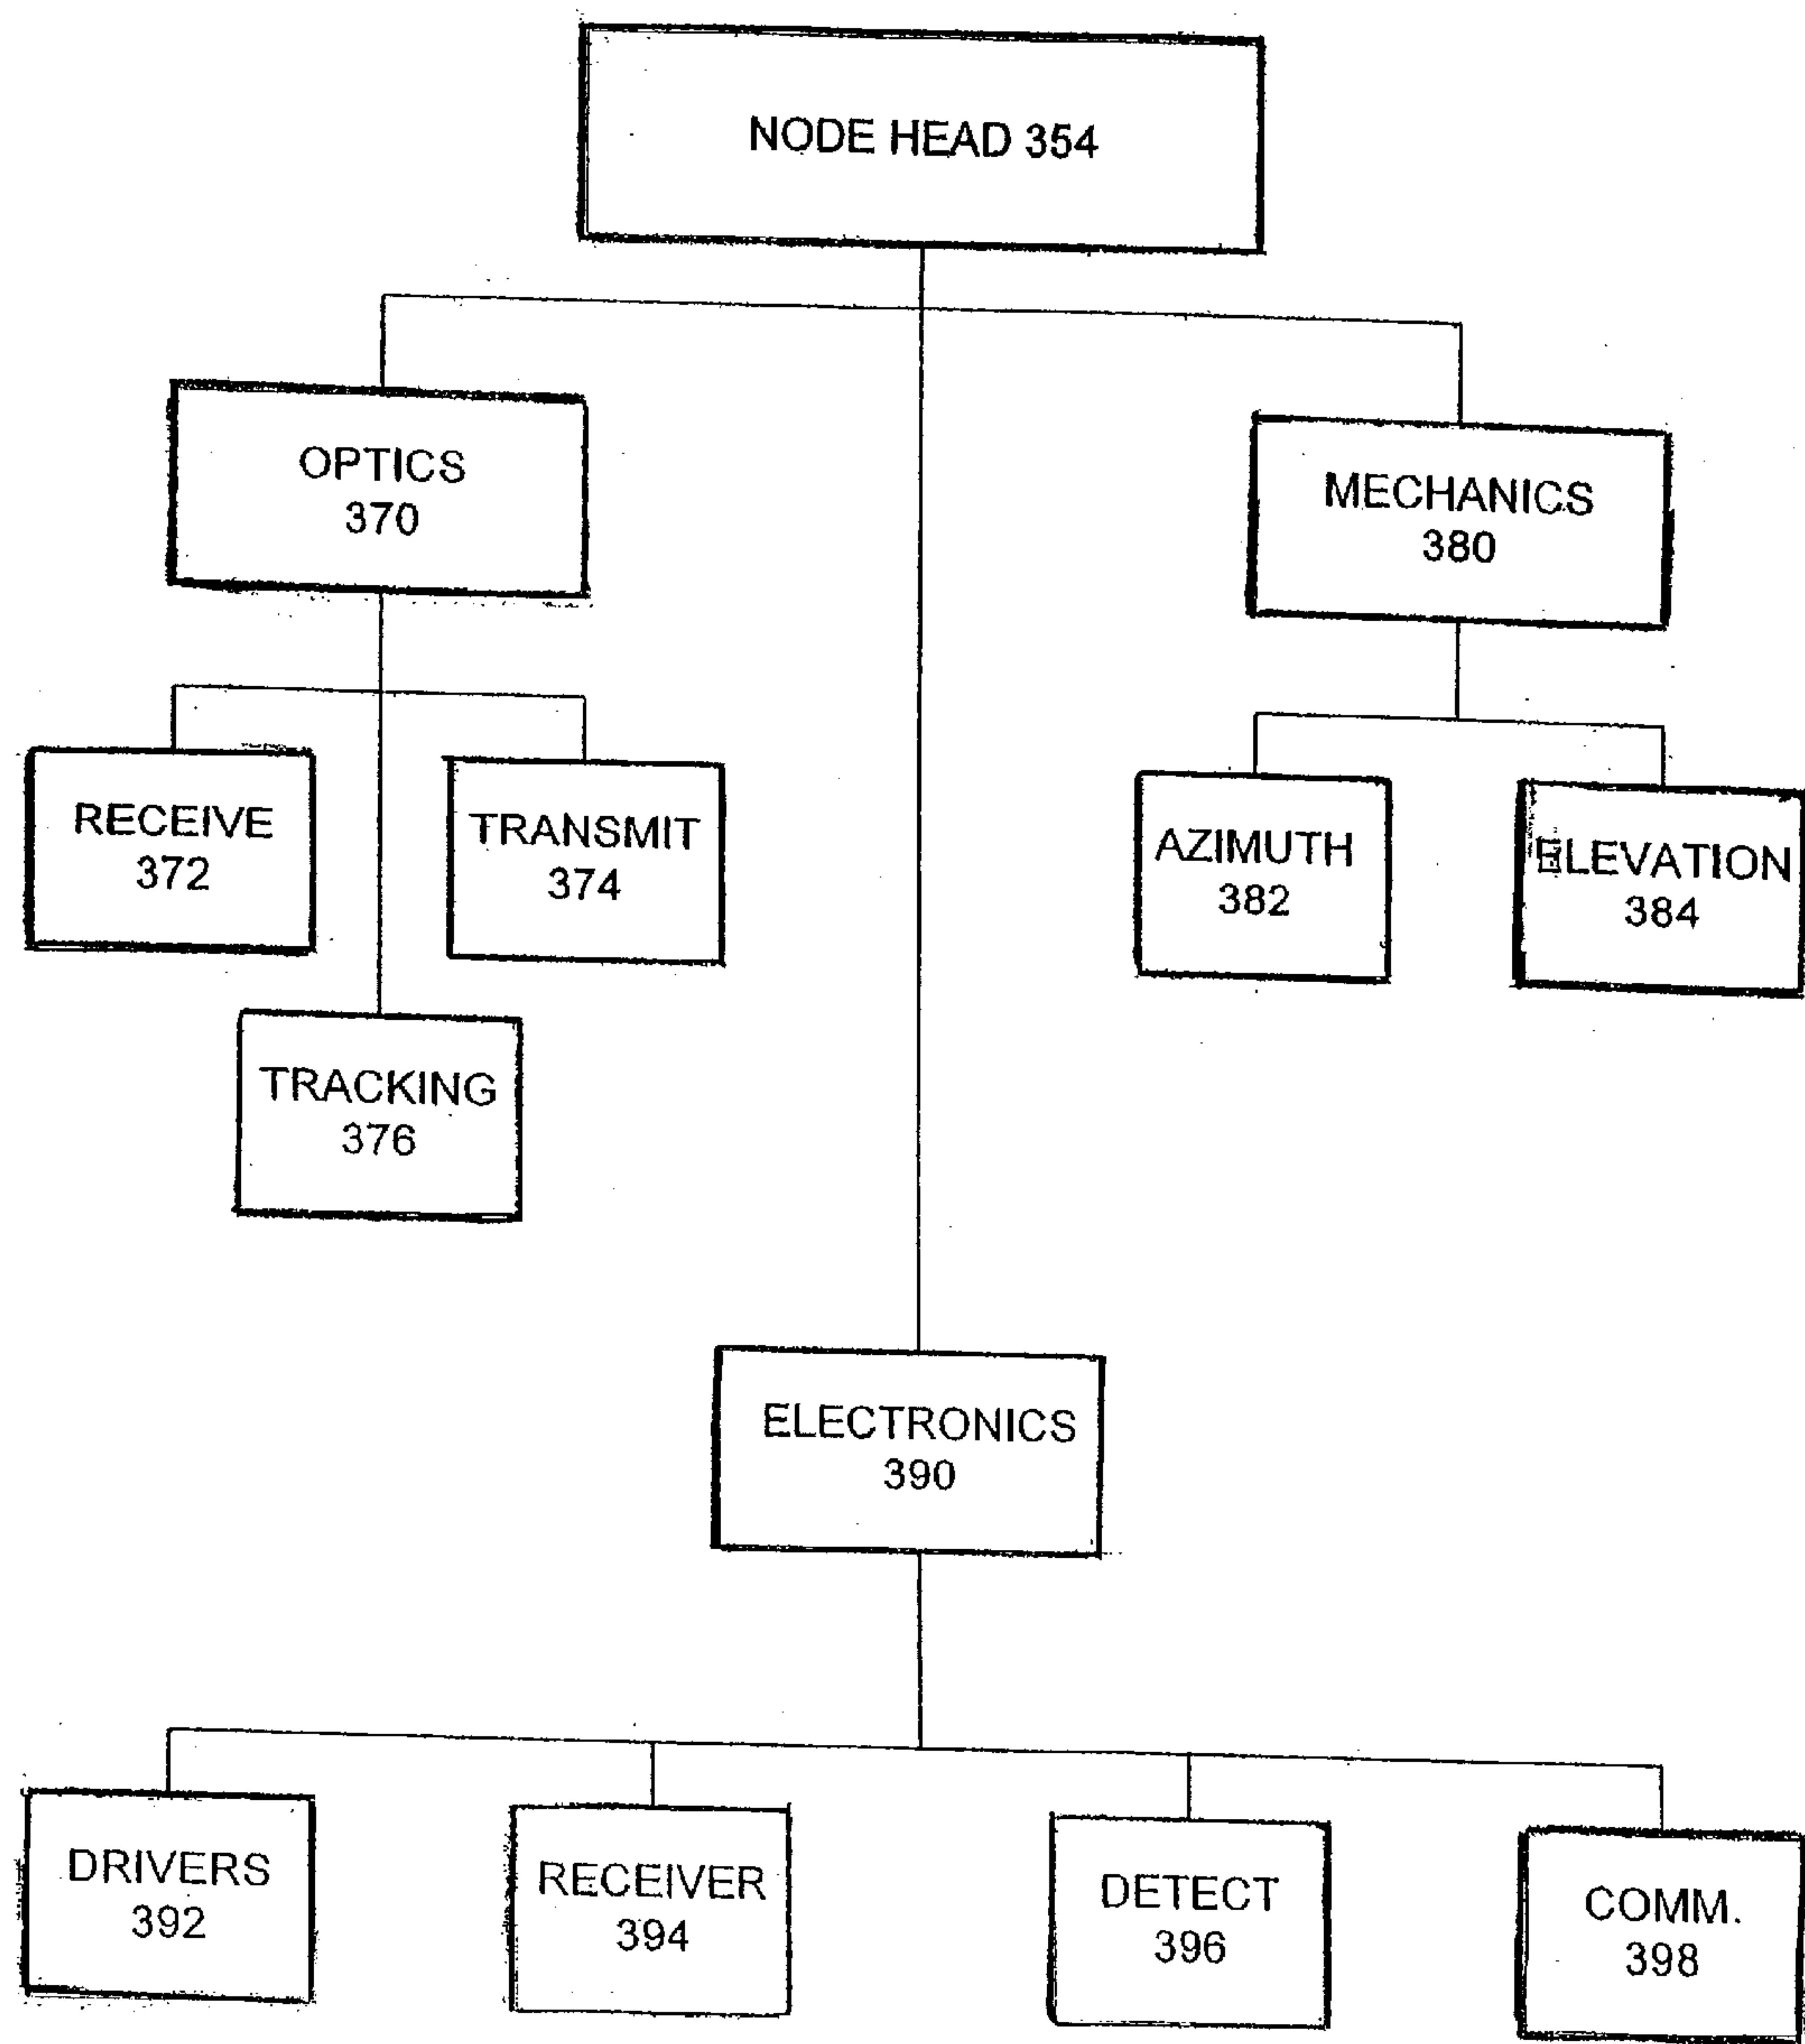 NODE HEAD 354
OPTICS
370
MECHANICS
380
RECEIVE
372
TRANSMIT
374
AZIMUTH
382
ELEVATION
384
TRACKING
376
ELECTRONICS
390
DRIVERS
392
RECEIVER
394
DETECT
396
COMM.
398